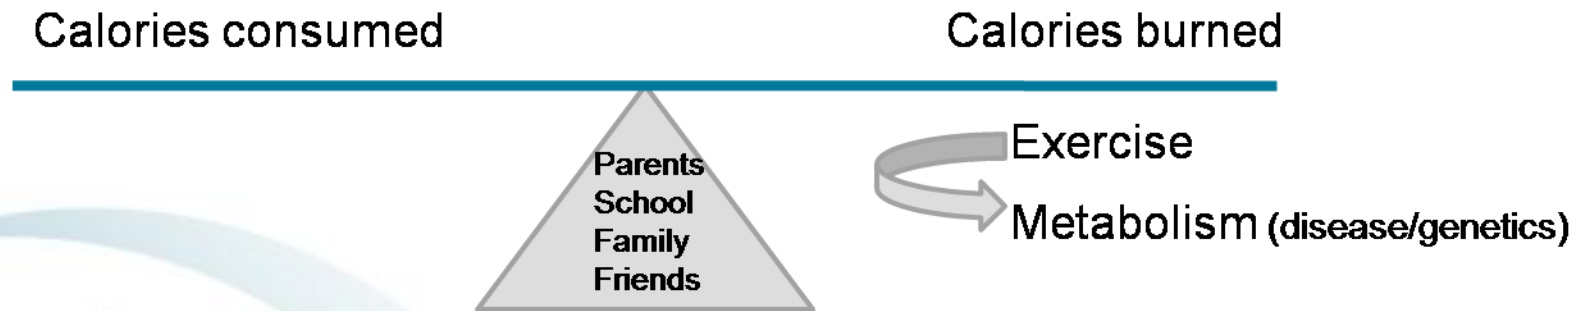 Calories consumed
Calories burned
Parents
School
Family
Friends
Exercise
Metabolism (disease/genetics)